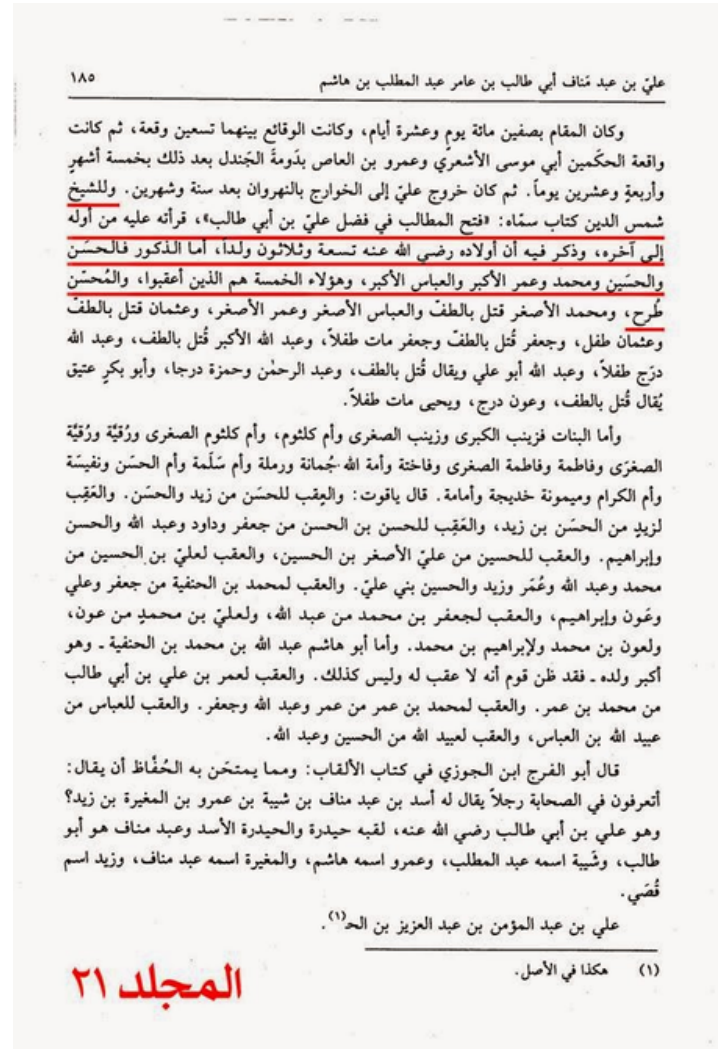 عليّ بن عبد مَناف أبي طالب بن عامر عبد المطلب بن هاشم ١٨٥
وكان المقام بصفين مائة يومٍ وعشرة أيام، وكانت الوقائع بينهما تسعين وقعة، ثم كانت
واقعة الحكَمين أبي موسى الأشعري وعمرو بن العاص بدَومةَ الجَندل بعد ذلك بخمسة أشهرٍ
وأربعةٍ وعشرين يوماً. ثم كان خروج عليّ إلى الخوارج بالنهروان بعد سنة وشهرين. وللشيخ
شمس الدين كتاب سمّاه: «فتح المطالب في فضل عليّ بن أبي طالب»، قرأته عليه من أوله
إلى آخره، وذكر فيه أن أولاده رضي الله عنه تسعة وثلاثون ولداً، أما الذكور فالحسَن
والحسَين ومحمد وعمر الأكبر والعباس الأكبر، وهؤلاء الخمسة هم الذين أعقبوا، والمُحسّن
طُرح، ومحمد الأصغر قتل بالطفّ والعباس الأصغر وعمر الأصغر، وعثمان قتل بالطفّ
وعثمان طفل، وجعفر قُتل بالطفّ وجعفر مات طفلاً، وعبد الله الأكبر قُتل بالطف، وعبد الله
درَج طفلاً، وعبد الله أبو علي ويقال قُتل بالطف، وعبد الرحمٰن وحمزة درجا، وأبو بكرٍ عتيق
يُقال قُتل بالطف، وعون درج، ويحيى مات طفلاً.
وأما البنات فزينب الكبرى وزينب الصغرى وأم كلثوم، وأم كلثوم الصغرى ورُقيَّة ورُقيَّة
الصغرَى وفاطمة وفاطمة الصغرى وفاختة وأمة الله جُمانة ورملة وأم سَلَمة وأم الحسَن ونفيسَة
وأم الكرام وميمونة خديجة وأمامة. قال ياقوت: والعِقب للحسَن من زيد والحسَن. والعَقِب
لزيدٍ من الحسَن بن زيد، والعَقِب للحسن بن الحسن من جعفر وداود وعبد الله والحسن
وإبراهيم. والعقب للحسين من عليّ الأصغر بن الحسين، والعقب لعليّ بن الحسين من
محمد وعبد الله وعُمَر وزيد والحسين بني عليّ. والعقب لمحمد بن الحنفية من جعفر وعلي
وعَون وإبراهيم، والعقب لجعفر بن محمد من عبد الله، ولعليّ بن محمدٍ من عون،
ولعون بن محمد ولإبراهيم بن محمد. وأما أبو هاشم عبد الله بن محمد بن الحنفية ـ وهو
أكبر ولده ـ فقد ظن قوم أنه لا عقب له وليس كذلك. والعقب لعمر بن علي بن أبي طالب
من محمد بن عمر. والعقب لمحمد بن عمر من عمر وعبد الله وجعفر. والعقب للعباس من
عبيد الله بن العباس، والعقب لعبيد الله من الحسين وعبد الله.
قال أبو الفرج ابن الجوزي في كتاب الألقاب: ومما يمتحَن به الحُفَّاظ أن يقال:
أتعرفون في الصحابة رجلاً يقال له أسد بن عبد مناف بن شيبة بن عمرو بن المغيرة بن زيد؟
وهو علي بن أبي طالب رضي الله عنه، لقبه حيدرة والحيدرة الأسد وعبد مناف هو أبو
طالب، وشَيبة اسمه عبد المطلب، وعمرو اسمه هاشم، والمغيرة اسمه عبد مناف، وزيد اسم
قُصَي.
علي بن عبد المؤمن بن عبد العزيز بن الحـ(١).
(١) هكذا في الأصل.
المجلد ٢١